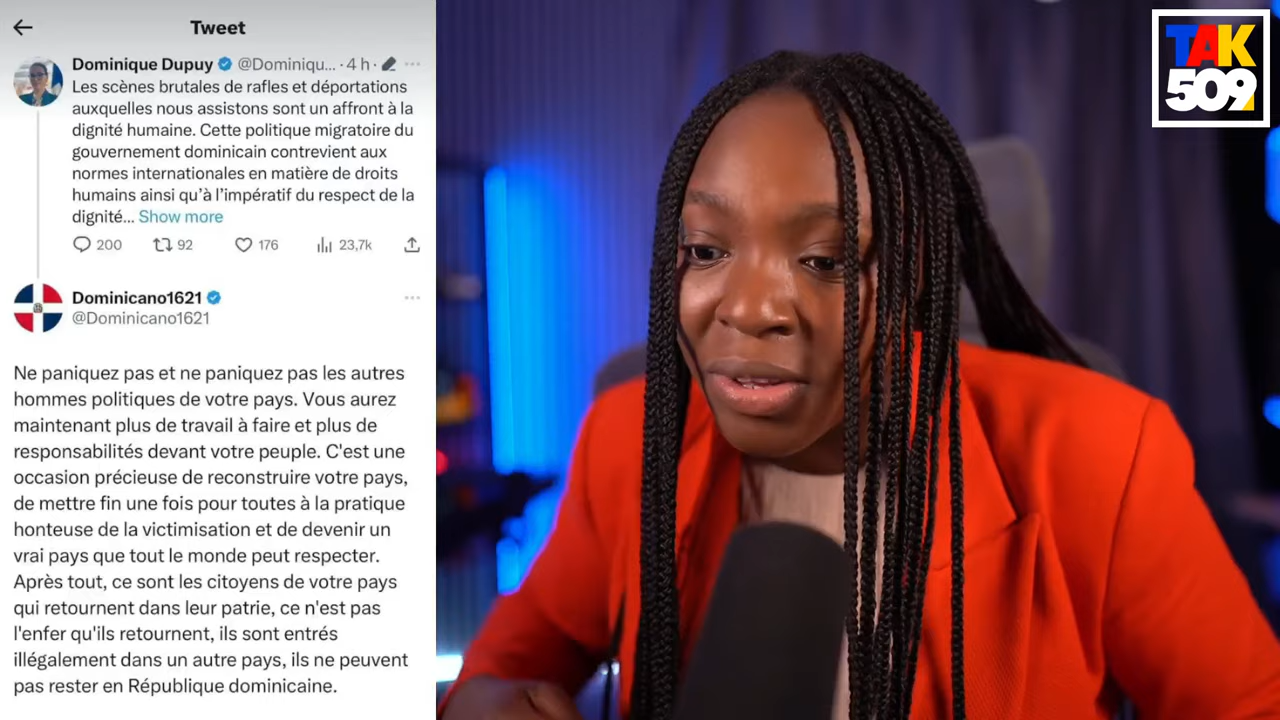 Tweet
Dominique Dupuy @Dominiqu... · 4 h ·
Les scènes brutales de rafles et déportations
auxquelles nous assistons sont un affront à la
dignité humaine. Cette politique migratoire du
gouvernement dominicain contrevient aux
normes internationales en matière de droits
humains ainsi qu'à l'impératif du respect de la
dignité... Show more
200 92 176 23,7k
Dominicano1621
@Dominicano1621
Ne paniquez pas et ne paniquez pas les autres
hommes politiques de votre pays. Vous aurez
maintenant plus de travail à faire et plus de
responsabilités devant votre peuple. C'est une
occasion précieuse de reconstruire votre pays,
de mettre fin une fois pour toutes à la pratique
honteuse de la victimisation et de devenir un
vrai pays que tout le monde peut respecter.
Après tout, ce sont les citoyens de votre pays
qui retournent dans leur patrie, ce n'est pas
l'enfer qu'ils retournent, ils sont entrés
illégalement dans un autre pays, ils ne peuvent
pas rester en République dominicaine.
TAK
509